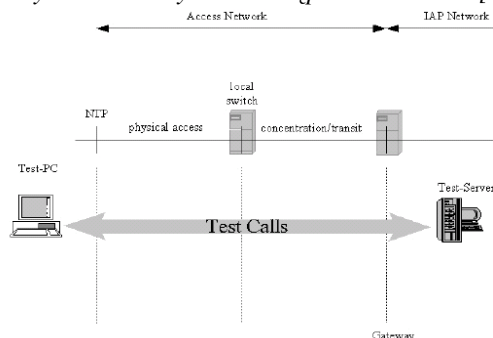 Access Network
IAP Network
local
switch
NTP
physical access
concentration/transit
Test-PC
Test-Server
Test Calls
Gateway